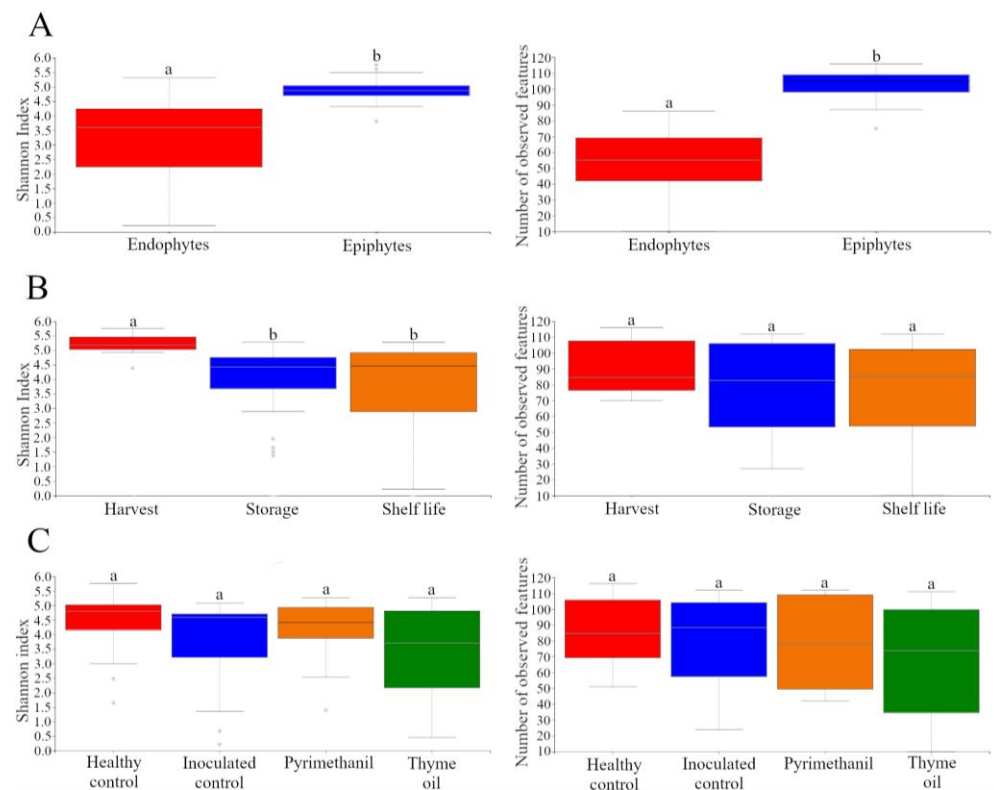 A
Shannon Index
6.0
5.5
5.0
4.5
4.0
3.5
3.0
2.5
2.0
1.5
1.0
0.5
0.0
a
b
Endophytes Epiphytes
Number of observed features
120
110
100
90
80
70
60
50
40
30
20
10
a
b
Endophytes Epiphytes
B
Shannon Index
6.0
5.5
5.0
4.5
4.0
3.5
3.0
2.5
2.0
1.5
1.0
0.5
0.0
a
b
b
Harvest Storage Shelf life
Number of observed features
120
110
100
90
80
70
60
50
40
30
20
10
a
a
a
Harvest Storage Shelf life
C
Shannon index
6.0
5.5
5.0
4.5
4.0
3.5
3.0
2.5
2.0
1.5
1.0
0.5
0.0
a
a
a
a
Healthy Inoculated Pyrimethanil Thyme
control control oil
Number of observed features
120
110
100
90
80
70
60
50
40
30
20
10
a
a
a
a
Healthy Inoculated Pyrimethanil Thyme
control control oil